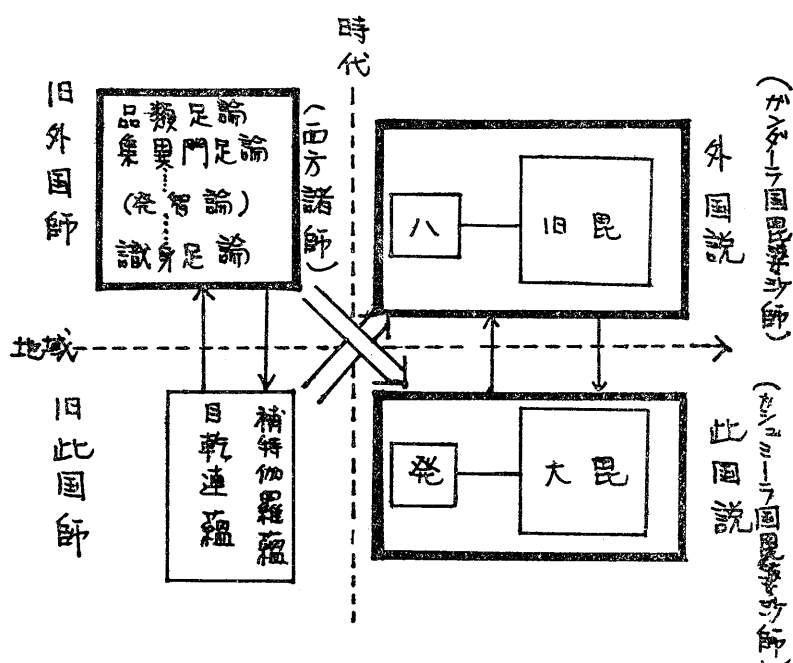 時代
旧外国師
品類足論
集異門足論
(発智論)
識身足論
(西方諸師)
外国説
(ガンダーラ国毘婆沙師)
八
旧毘
地域
旧此国師
目乾連蘊
補特伽羅蘊
発
大毘
此国説
(カシュミーラ国毘婆沙師)